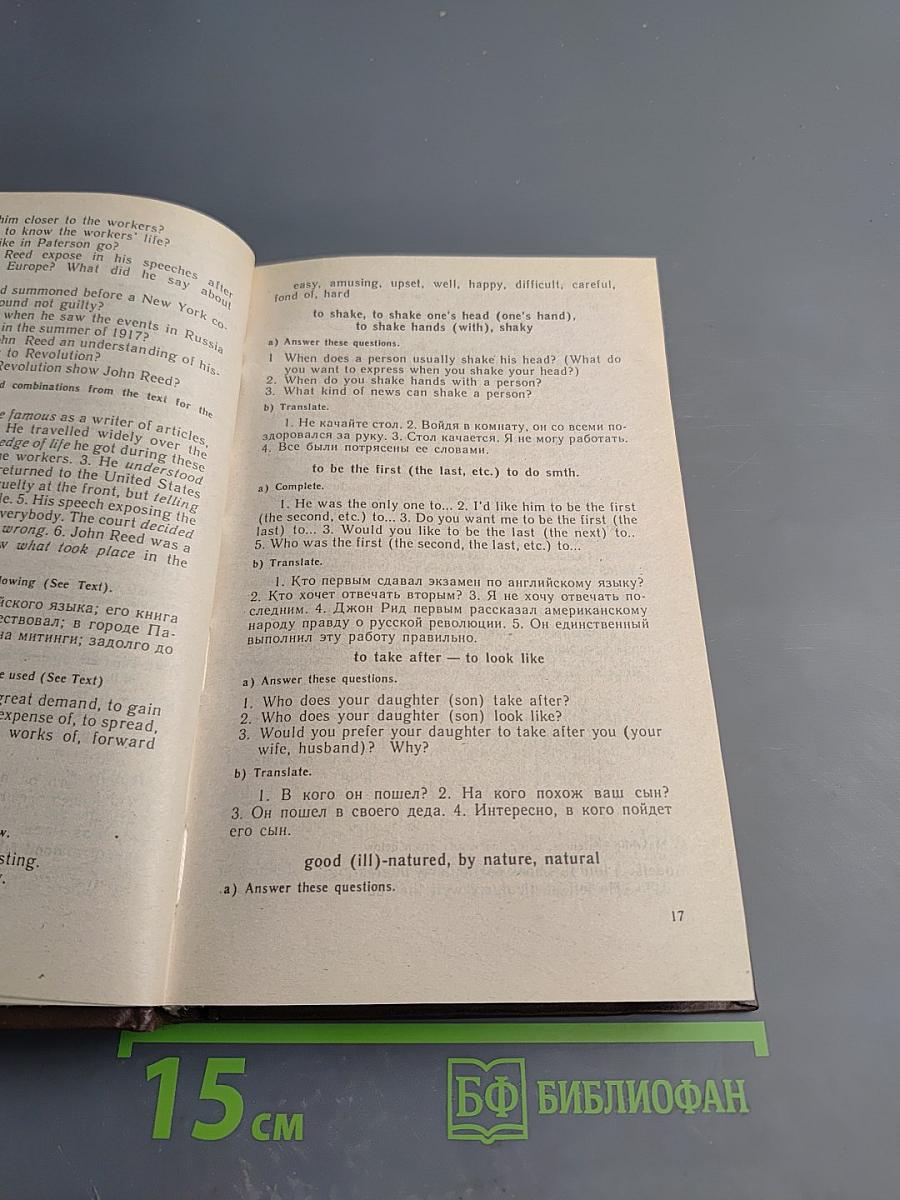 him closer to the workers?
to know the workers' life?
ike in Paterson go?
Reed expose in his speeches after
Europe? What did he say about
d summoned before a New York co-
ound not guilty?
when he saw the events in Russia
in the summer of 1917?
hn Reed an understanding of his-
to Revolution?
Revolution show John Reed?
d combinations from the text for the
e famous as a writer of articles,
He travelled widely over the
edge of life he got during these
e workers. 3. He understood
returned to the United States
uelty at the front, but telling
le. 5. His speech exposing the
verybody. The court decided
wrong. 6. John Reed was a
w what took place in the
lowing (See Text).
йского языка; его книга
ествовал; в городе Па-
на митинги; задолго до
e used (See Text)
great demand, to gain
expense of, to spread,
works of, forward
w.
sting.
y.
easy, amusing, upset, well, happy, difficult, careful,
fond of, hard
to shake, to shake one's head (one's hand),
to shake hands (with), shaky
a) Answer these questions.
1 When does a person usually shake his head? (What do
you want to express when you shake your head?)
2. When do you shake hands with a person?
3. What kind of news can shake a person?
b) Translate.
1. Не качайте стол. 2. Войдя в комнату, он со всеми по-
здоровался за руку. 3. Стол качается. Я не могу работать.
4. Все были потрясены ее словами.
to be the first (the last, etc.) to do smth.
a) Complete.
1. He was the only one to... 2. I'd like him to be the first
(the second, etc.) to... 3. Do you want me to be the first (the
last) to... 3. Would you like to be the last (the next) to..
5. Who was the first (the second, the last, etc.) to...
b) Translate.
1. Кто первым сдавал экзамен по английскому языку?
2. Кто хочет отвечать вторым? 3. Я не хочу отвечать по-
следним. 4. Джон Рид первым рассказал американскому
народу правду о русской революции. 5. Он единственный
выполнил эту работу правильно.
to take after — to look like
a) Answer these questions.
1. Who does your daughter (son) take after?
2. Who does your daughter (son) look like?
3. Would you prefer your daughter to take after you (your
wife, husband)? Why?
b) Translate.
1. В кого он пошел? 2. На кого похож ваш сын?
3. Он пошел в своего деда. 4. Интересно, в кого пойдет
его сын.
good (ill)-natured, by nature, natural
a) Answer these questions.
17
15 см
БФ БИБЛИОФАН